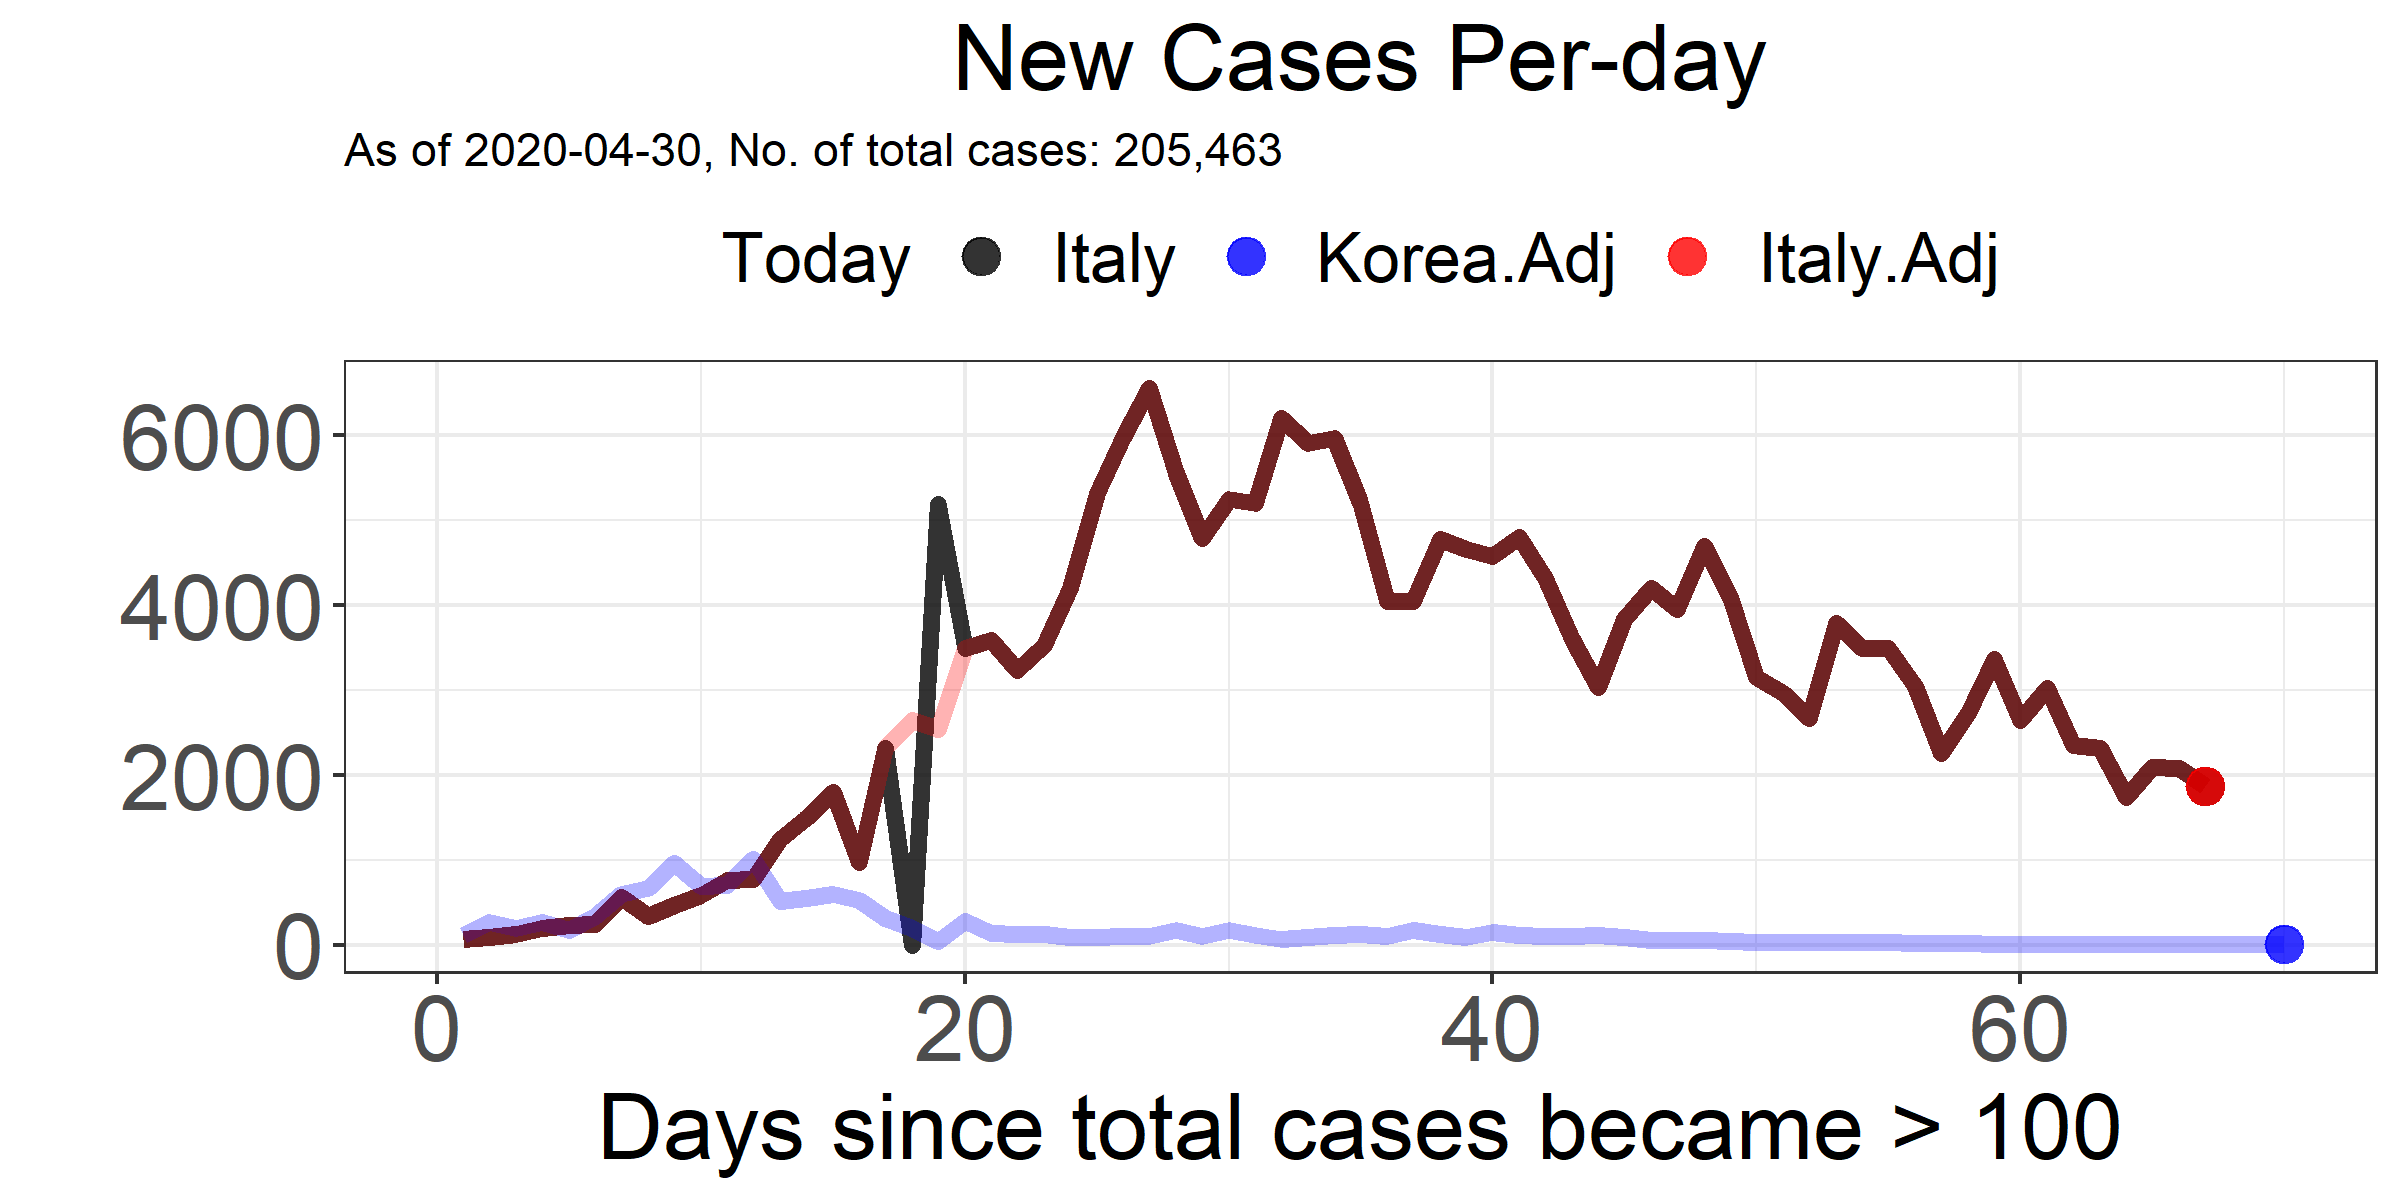 New Cases Per-day
As of 2020-04-30, No. of total cases: 205,463
Today Italy Korea.Adj Italy.Adj
6000
4000
2000
0
0 20 40 60
Days since total cases became > 100